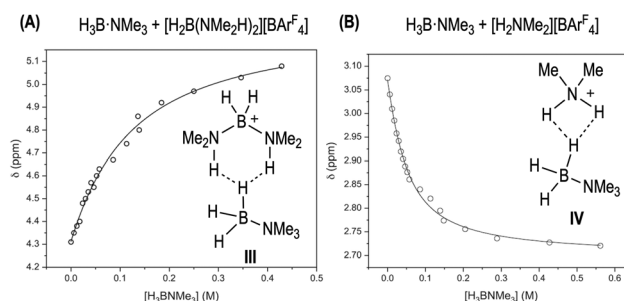 (A) H₃B·NMe₃ + [H₂B(NMe₂H)₂][BArᶠ₄]
5.1
5.0
4.9
4.8
4.7
4.6
4.5
4.4
4.3
4.2
δ (ppm)
0.0 0.1 0.2 0.3 0.4 0.5
[H₃BNMe₃] (M)
H H
B
+
Me₂N NMe₂
H H
H
H B
H NMe₃
III
(B) H₃B·NMe₃ + [H₂NMe₂][BArᶠ₄]
3.10
3.05
3.00
2.95
2.90
2.85
2.80
2.75
2.70
δ (ppm)
0.0 0.1 0.2 0.3 0.4 0.5 0.6
[H₃BNMe₃] (M)
Me Me
N +
H H
H
H B
H NMe₃
IV